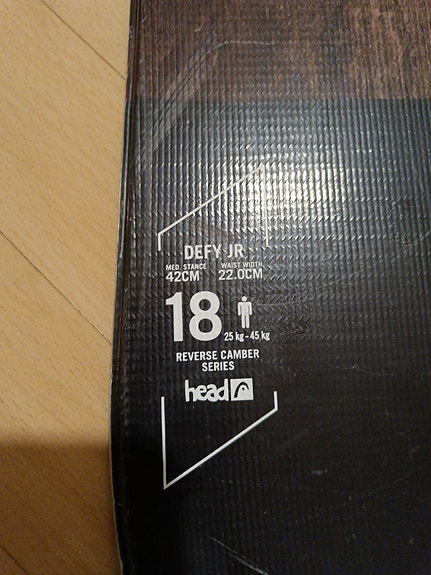 DEFY JR
MED. STANCE WAIST WIDTH
42CM 22.0CM
18
25 kg - 45 kg
REVERSE CAMBER
SERIES
head